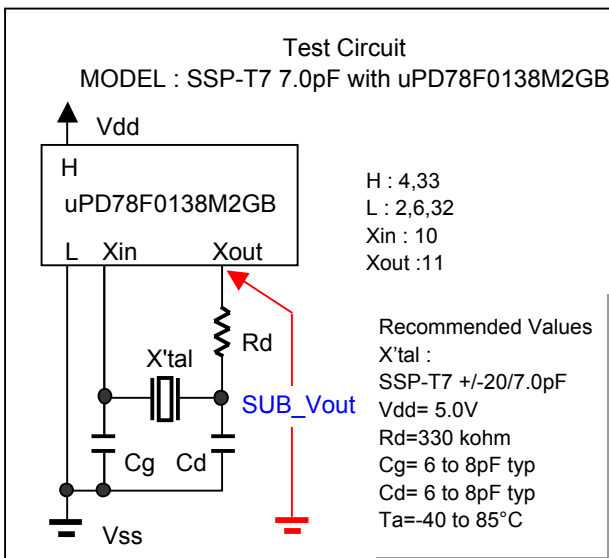 Test Circuit
MODEL : SSP-T7 7.0pF with uPD78F0138M2GB
Vdd
H
uPD78F0138M2GB
L Xin Xout
H : 4,33
L : 2,6,32
Xin : 10
Xout :11
Rd
X'tal
SUB_Vout
Cg Cd
Vss
Recommended Values
X’tal :
SSP-T7 +/-20/7.0pF
Vdd= 5.0V
Rd=330 kohm
Cg= 6 to 8pF typ
Cd= 6 to 8pF typ
Ta=-40 to 85°C